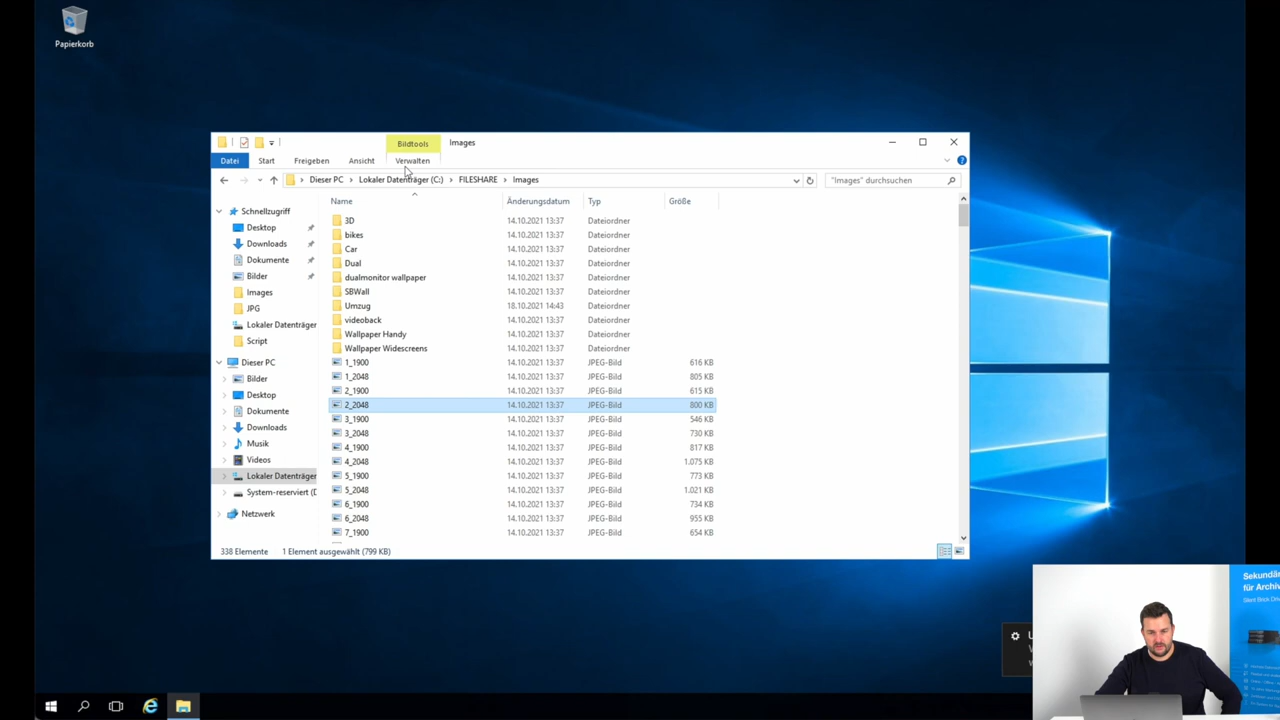 Papierkorb
Bildtools
Images
Datei
Start
Freigeben
Ansicht
Verwalten
Dieser PC
Lokaler Datenträger (C:)
FILESHARE
Images
"Images" durchsuchen
Name
Änderungsdatum
Typ
Größe
Schnellzugriff
Desktop
Downloads
Dokumente
Bilder
Images
JPG
Lokaler Datenträger
Script
Dieser PC
Bilder
Desktop
Dokumente
Downloads
Musik
Videos
Lokaler Datenträger
System-reserviert (D
Netzwerk
3D 14.10.2021 13:37 Dateiordner
bikes 14.10.2021 13:37 Dateiordner
Car 14.10.2021 13:37 Dateiordner
Dual 14.10.2021 13:37 Dateiordner
dualmonitor wallpaper 14.10.2021 13:37 Dateiordner
SBWall 14.10.2021 13:37 Dateiordner
Umzug 18.10.2021 14:43 Dateiordner
videoback 14.10.2021 13:37 Dateiordner
Wallpaper Handy 14.10.2021 13:37 Dateiordner
Wallpaper Widescreens 14.10.2021 13:37 Dateiordner
1_1900 14.10.2021 13:37 JPEG-Bild 616 KB
1_2048 14.10.2021 13:37 JPEG-Bild 805 KB
2_1900 14.10.2021 13:37 JPEG-Bild 615 KB
2_2048 14.10.2021 13:37 JPEG-Bild 800 KB
3_1900 14.10.2021 13:37 JPEG-Bild 546 KB
3_2048 14.10.2021 13:37 JPEG-Bild 730 KB
4_1900 14.10.2021 13:37 JPEG-Bild 817 KB
4_2048 14.10.2021 13:37 JPEG-Bild 1.075 KB
5_1900 14.10.2021 13:37 JPEG-Bild 773 KB
5_2048 14.10.2021 13:37 JPEG-Bild 1.021 KB
6_1900 14.10.2021 13:37 JPEG-Bild 734 KB
6_2048 14.10.2021 13:37 JPEG-Bild 955 KB
7_1900 14.10.2021 13:37 JPEG-Bild 654 KB
338 Elemente
1 Element ausgewählt (799 KB)
Sekundär
für Archiv
Silent Brick Driv